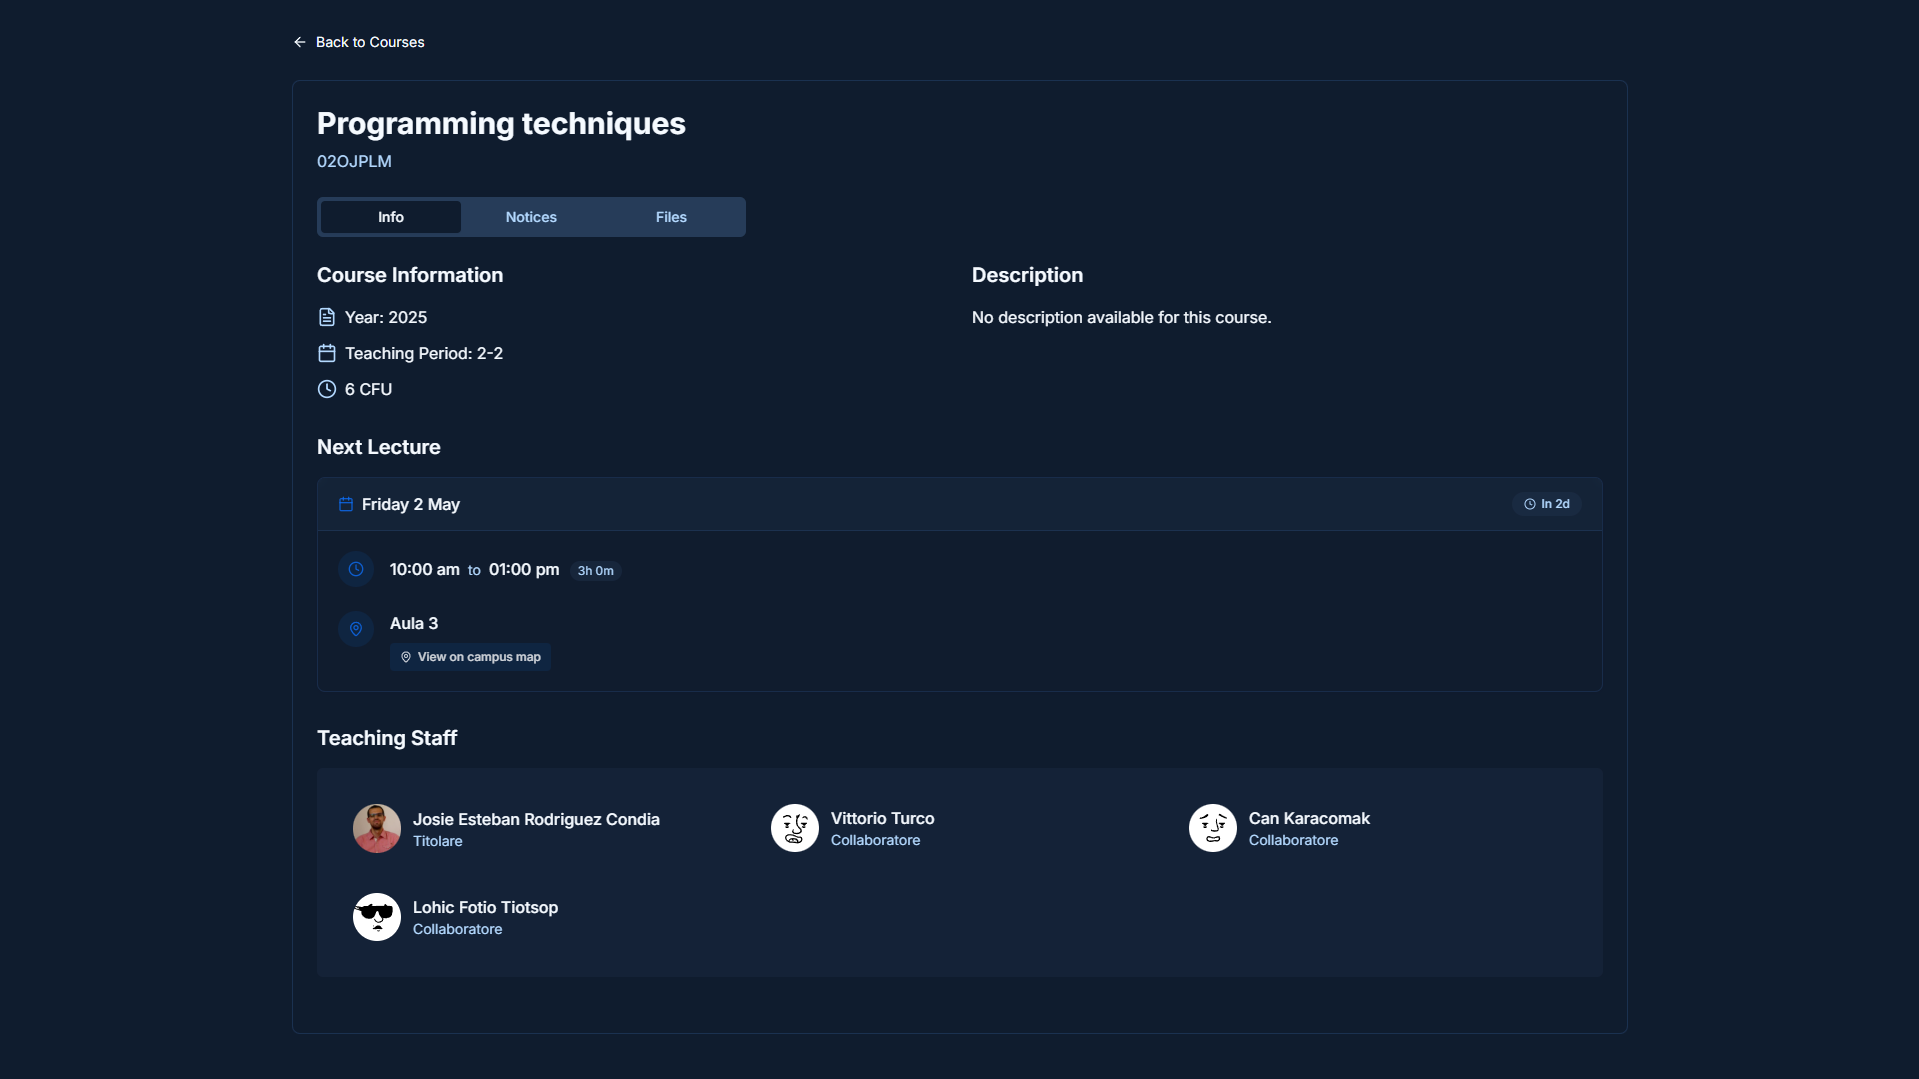 Back to Courses
Programming techniques
02OJPLM
Info Notices Files
Course Information
Year: 2025
Teaching Period: 2-2
6 CFU
Description
No description available for this course.
Next Lecture
Friday 2 May In 2d
10:00 am to 01:00 pm 3h 0m
Aula 3
View on campus map
Teaching Staff
Josie Esteban Rodriguez Condia
Titolare
Vittorio Turco
Collaboratore
Can Karacomak
Collaboratore
Lohic Fotio Tiotsop
Collaboratore